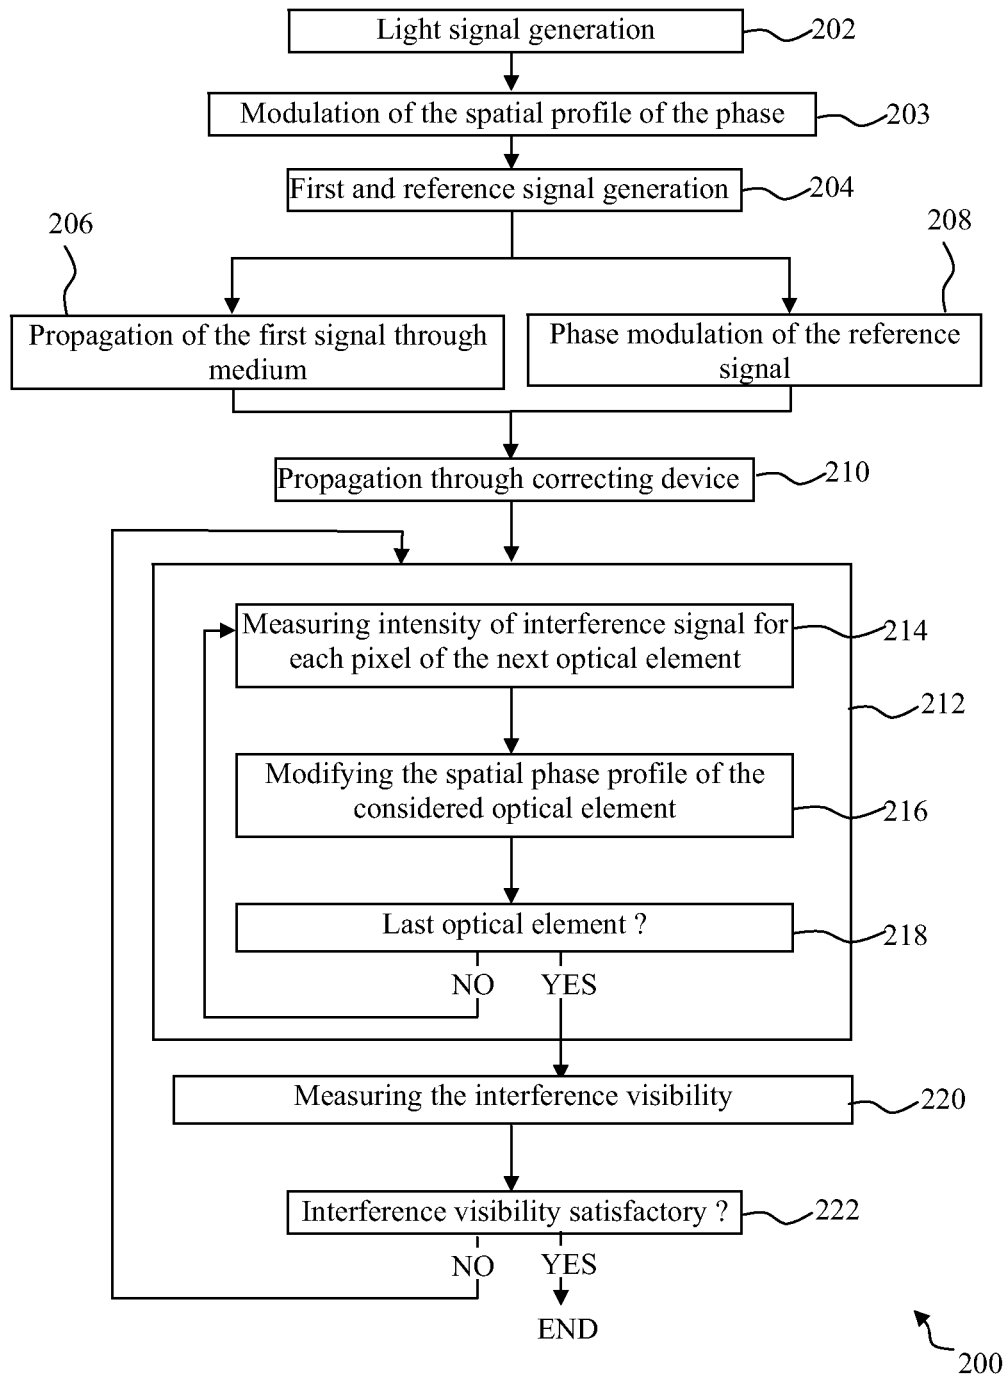 Light signal generation
202
Modulation of the spatial profile of the phase
203
First and reference signal generation
204
206
208
Propagation of the first signal through
medium
Phase modulation of the reference
signal
Propagation through correcting device
210
Measuring intensity of interference signal for
each pixel of the next optical element
214
212
Modifying the spatial phase profile of the
considered optical element
216
Last optical element ?
218
NO
YES
Measuring the interference visibility
220
Interference visibility satisfactory ?
222
NO
YES
END
200